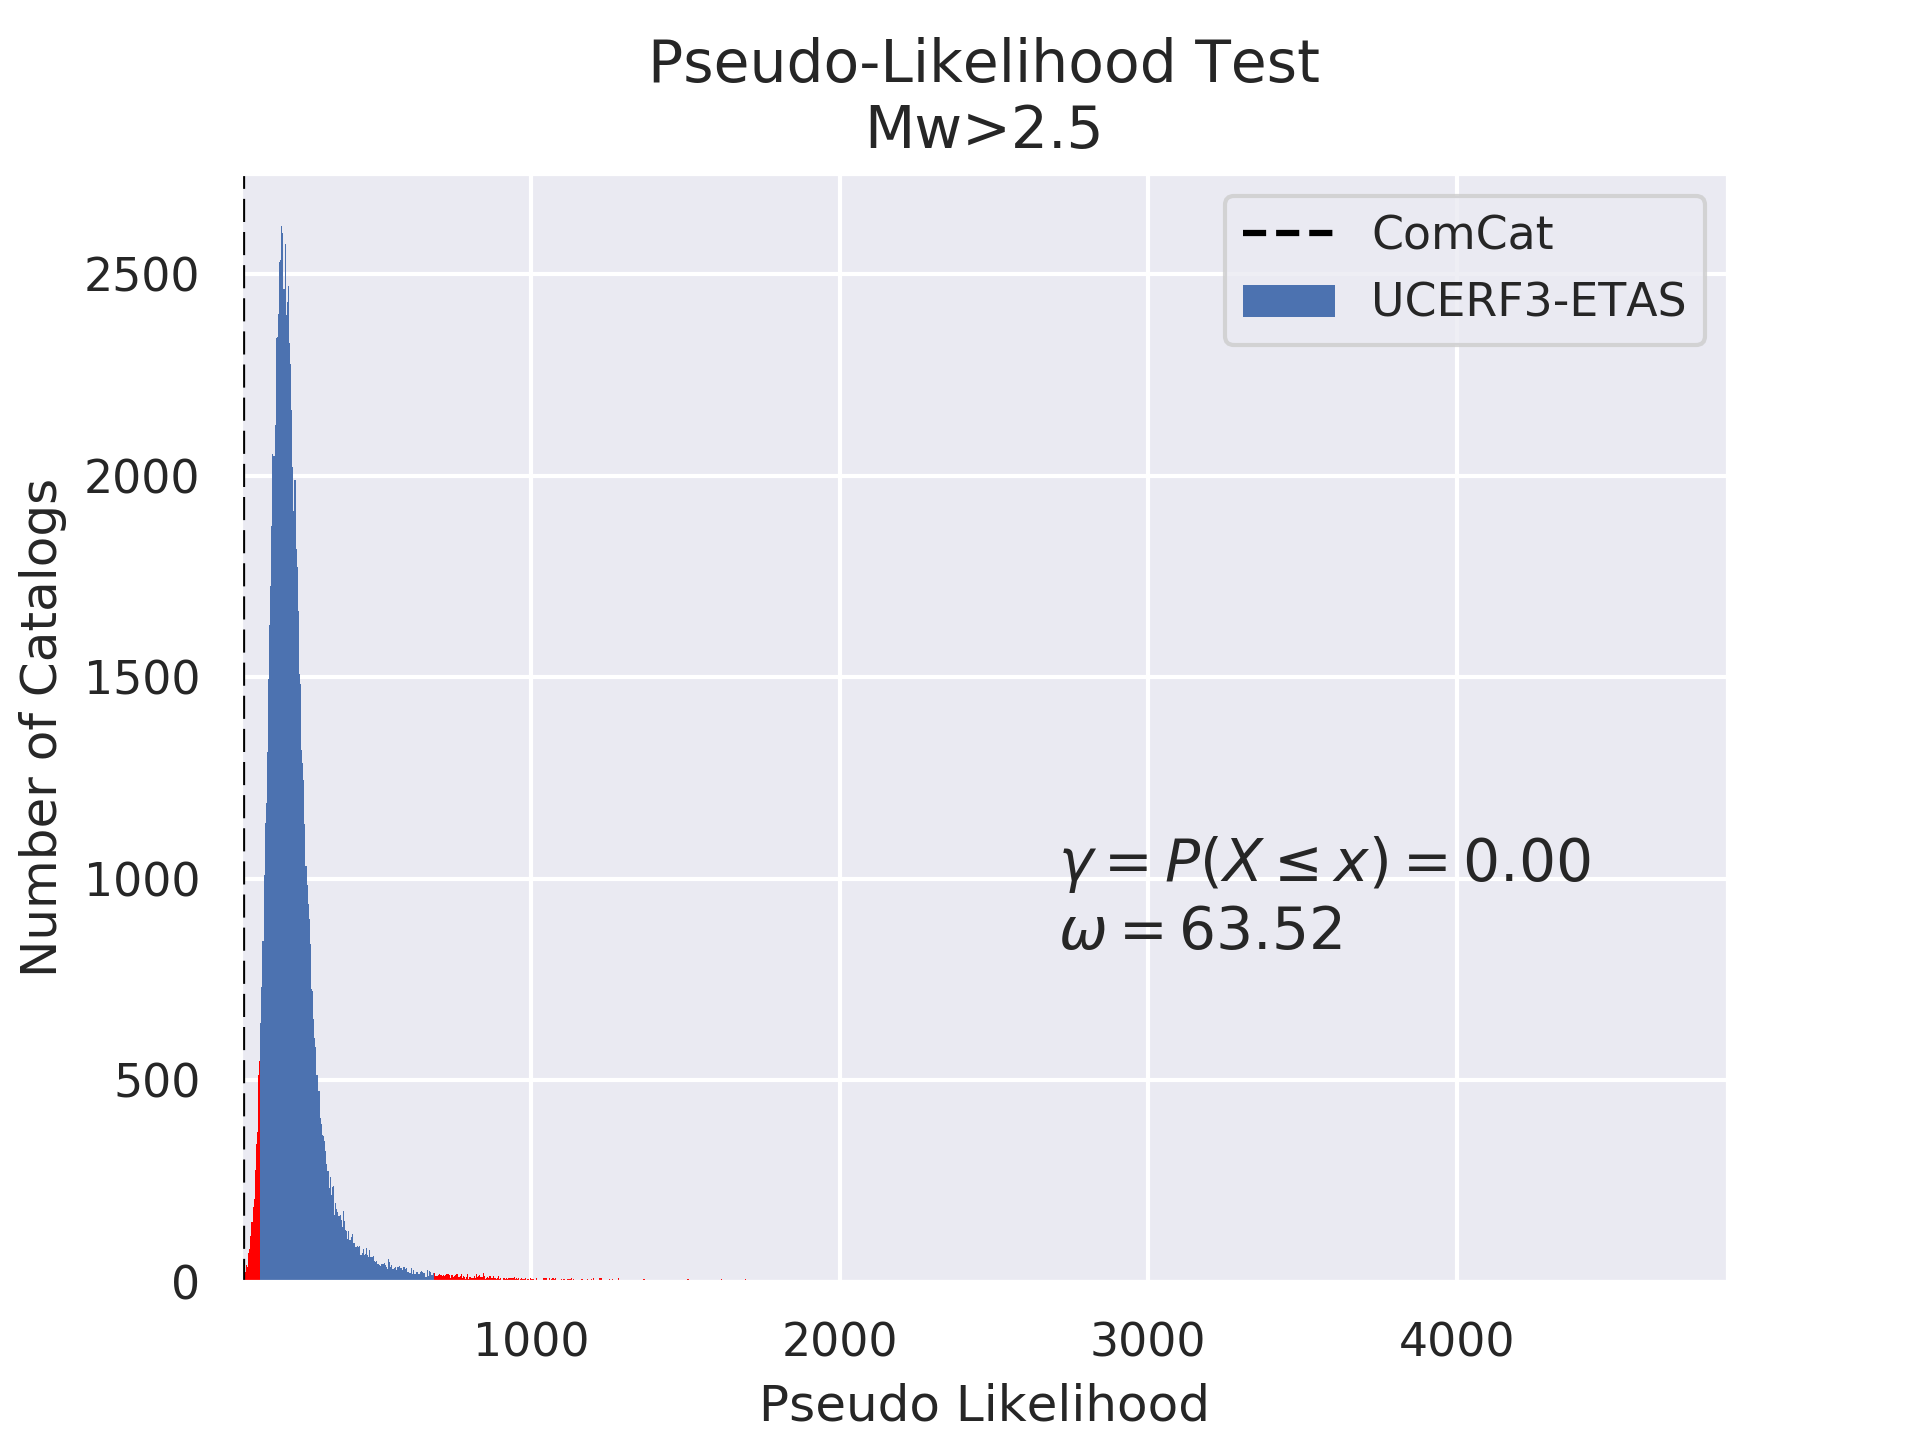 Pseudo-Likelihood Test
Mw>2.5
ComCat
UCERF3-ETAS
Number of Catalogs
2500
2000
1500
1000
500
0
γ = P(X ≤ x) = 0.00
ω = 63.52
1000 2000 3000 4000
Pseudo Likelihood